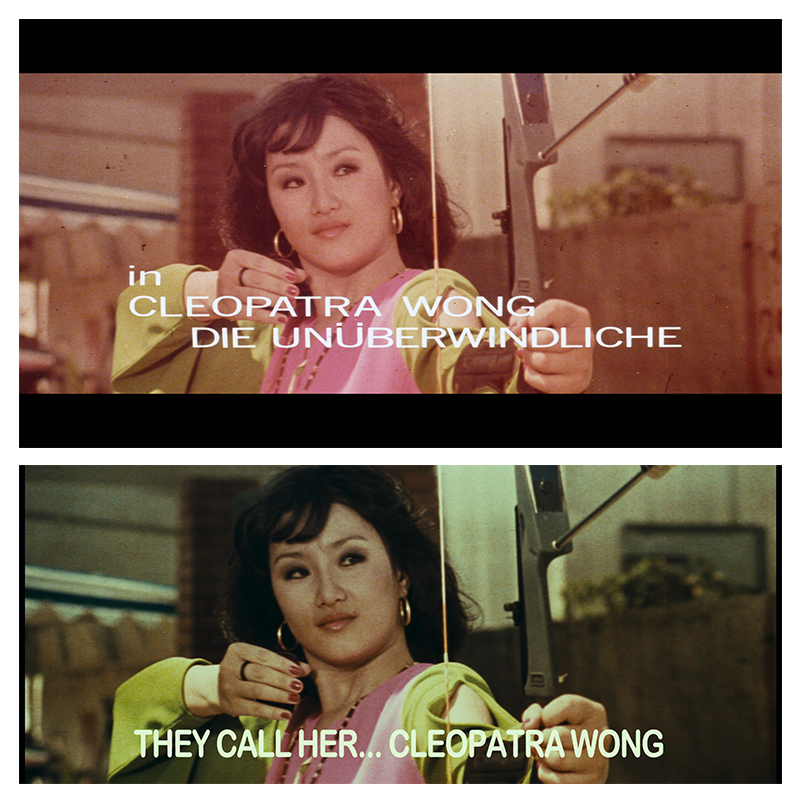 in
CLEOPATRA WONG
DIE UNÜBERWINDLICHE
THEY CALL HER... CLEOPATRA WONG